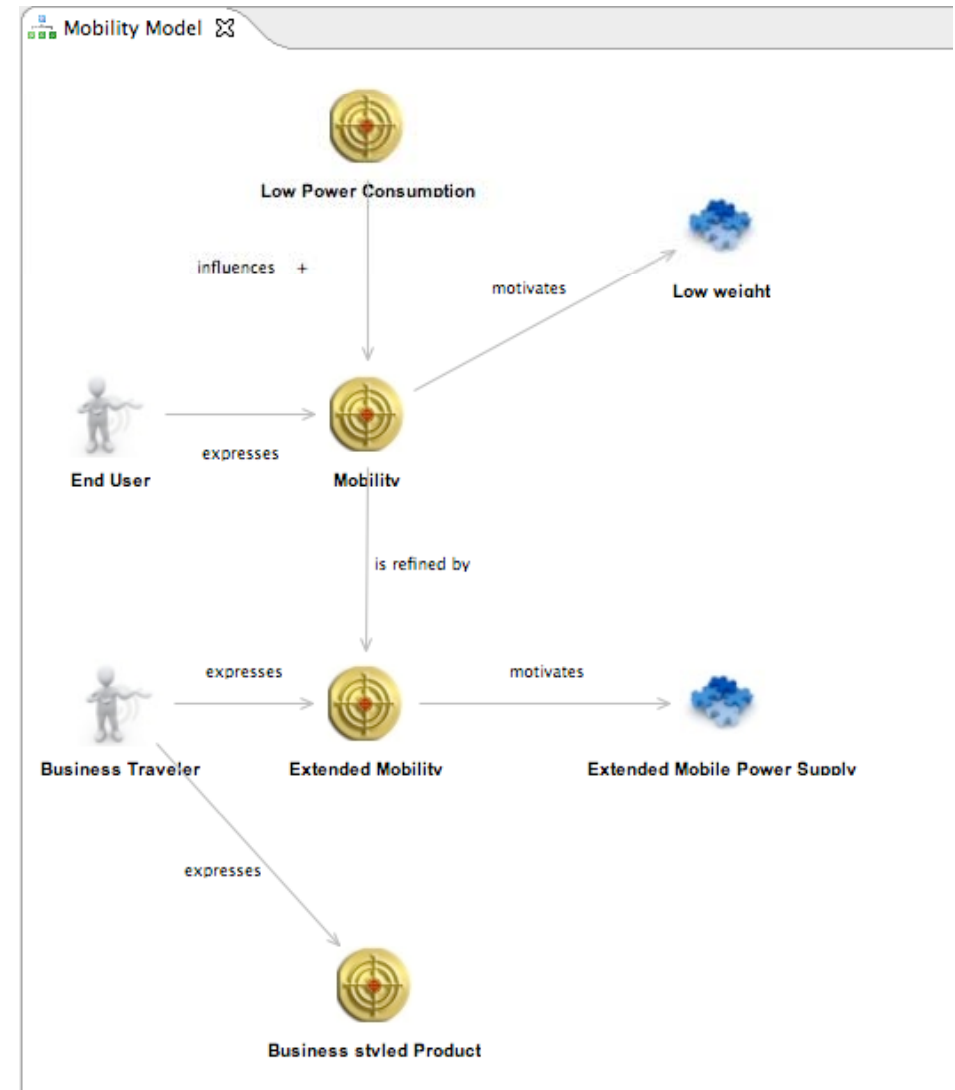 Mobility Model
Low Power Consumption
influences +
motivates
Low weight
expresses
End User
Mobility
is refined by
expresses
motivates
Business Traveler
Extended Mobility
Extended Mobile Power Supply
expresses
Business styled Product